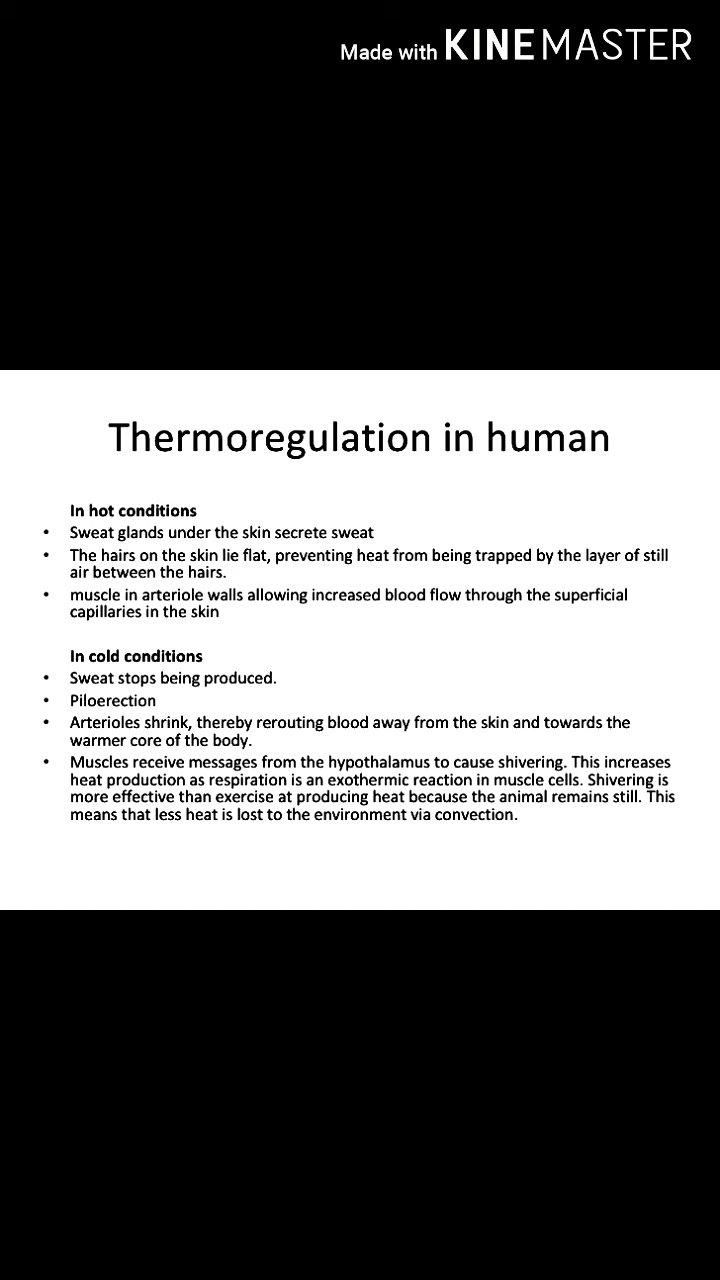 Made with KINEMASTER
Thermoregulation in human
In hot conditions
• Sweat glands under the skin secrete sweat
• The hairs on the skin lie flat, preventing heat from being trapped by the layer of still
air between the hairs.
• muscle in arteriole walls allowing increased blood flow through the superficial
capillaries in the skin
In cold conditions
• Sweat stops being produced.
• Piloerection
• Arterioles shrink, thereby rerouting blood away from the skin and towards the
warmer core of the body.
• Muscles receive messages from the hypothalamus to cause shivering. This increases
heat production as respiration is an exothermic reaction in muscle cells. Shivering is
more effective than exercise at producing heat because the animal remains still. This
means that less heat is lost to the environment via convection.